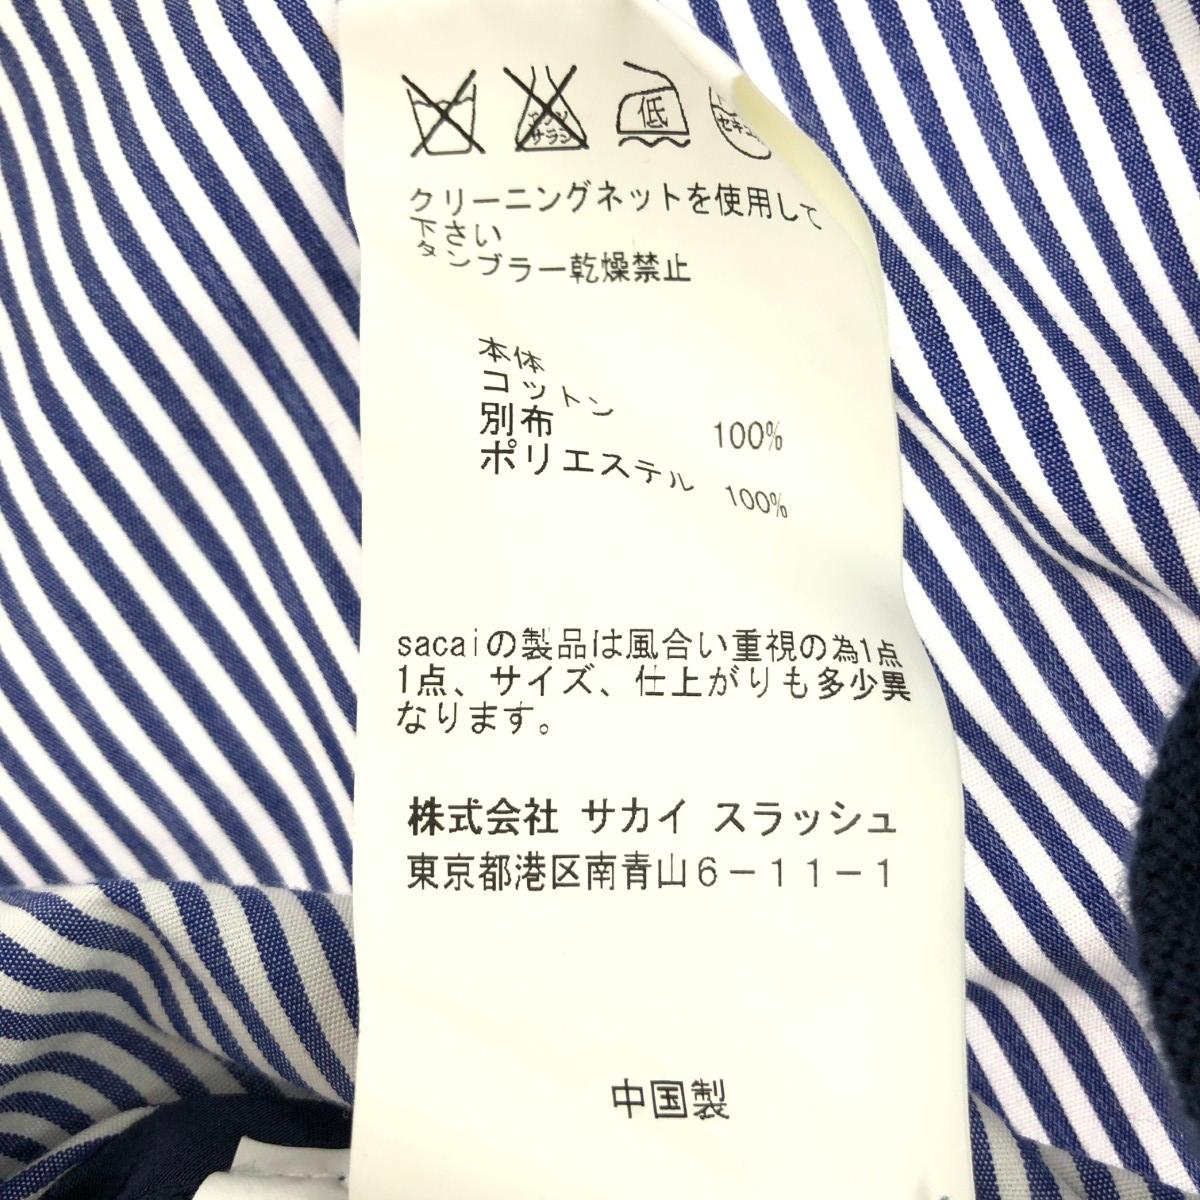 サラシ
低
クリーニングネットを使用して
下さい
タンブラー乾燥禁止
本体
コットン 100%
別布
ポリエステル 100%
sacaiの製品は風合い重視の為1点
1点、サイズ、仕上がりも多少異
なります。
株式会社 サカイ スラッシュ
東京都港区南青山6－11－1
中国製